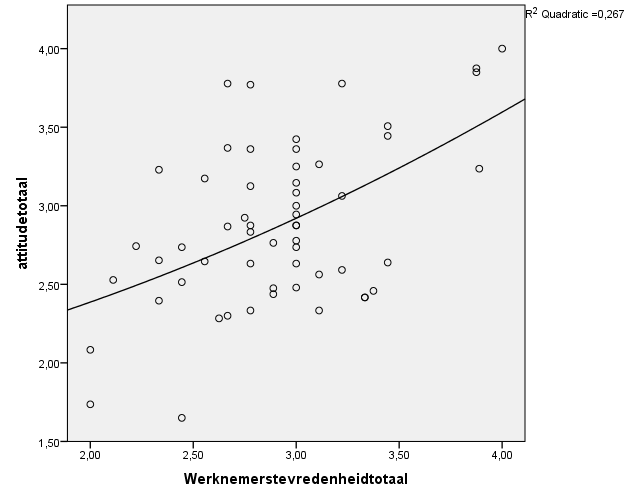 R² Quadratic =0,267
4,00
3,50
3,00
2,50
2,00
1,50
attitudetotaal
2,00 2,50 3,00 3,50 4,00
Werknemerstevredenheidtotaal